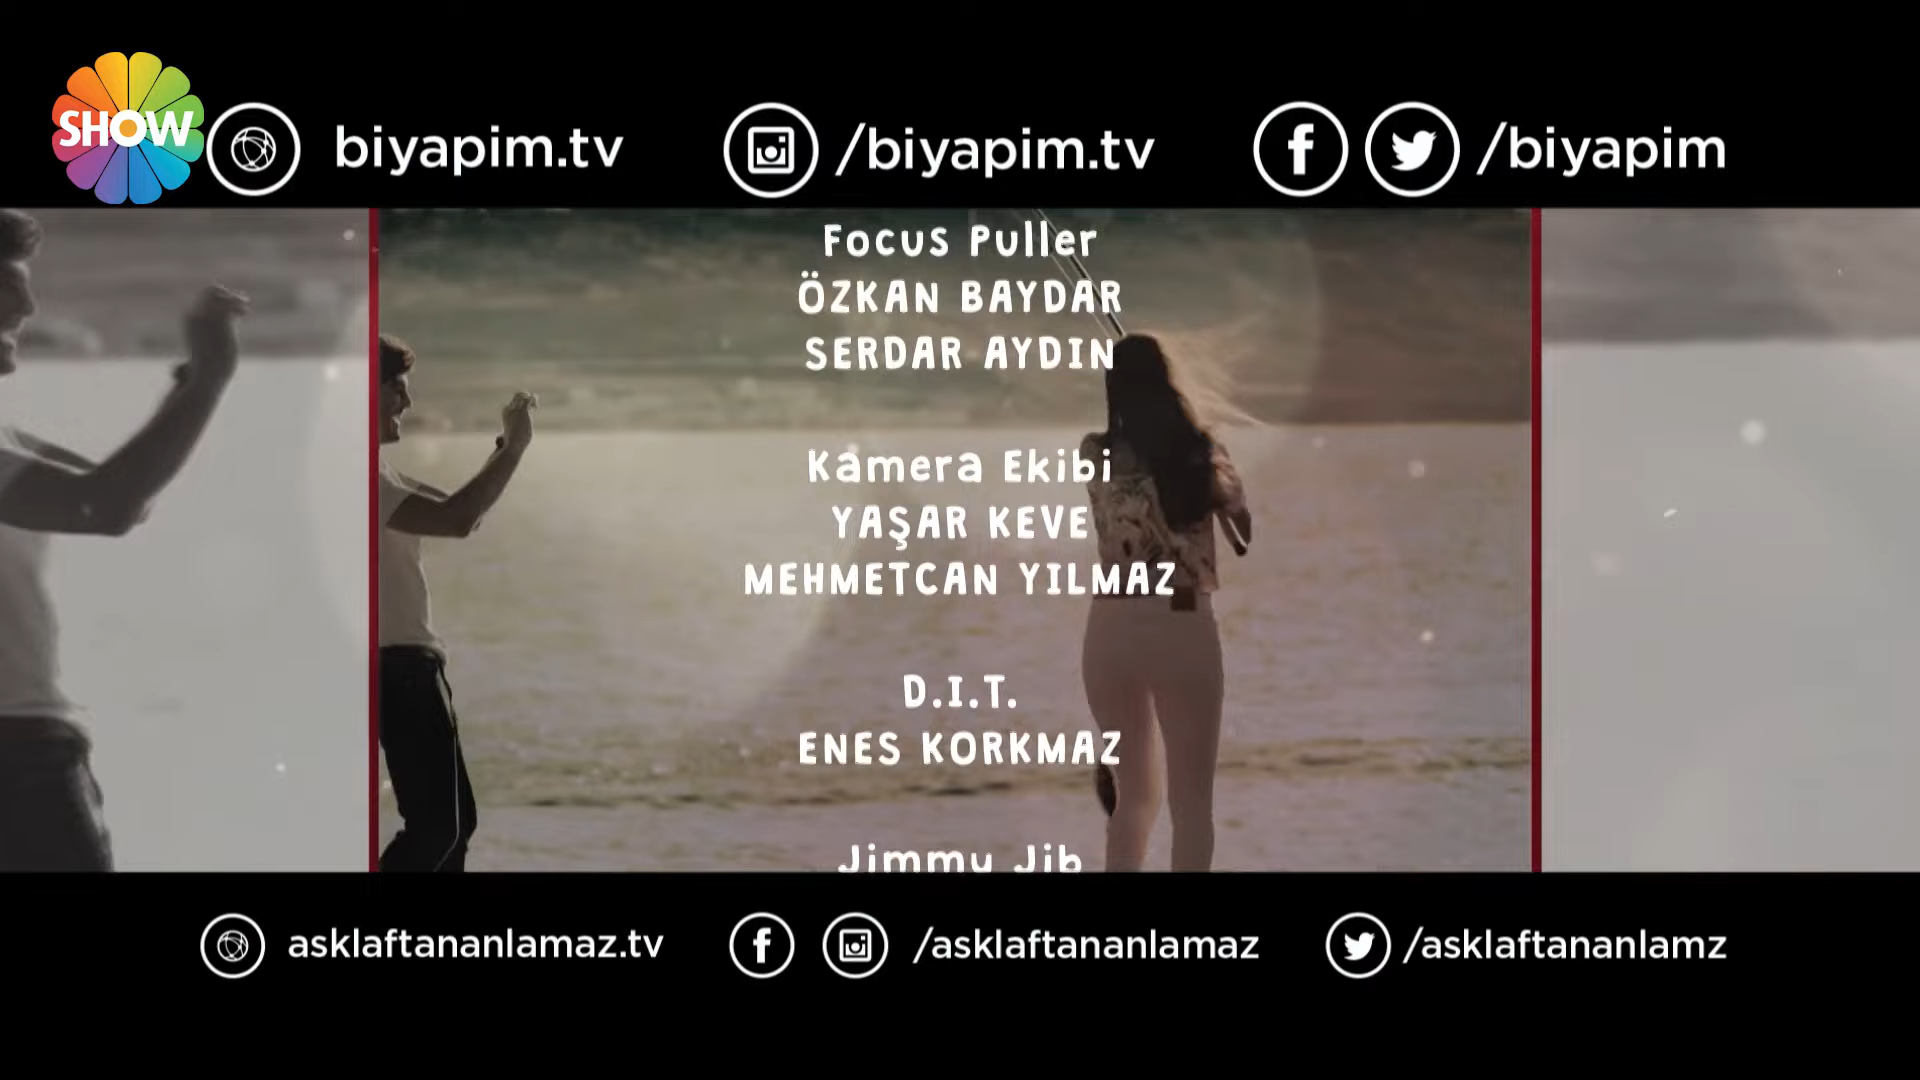 SHOW
biyapim.tv
/biyapim.tv
/biyapim
Focus Puller
ÖZKAN BAYDAR
SERDAR AYDIN
Kamera Ekibi
YAŞAR KEVE
MEHMETCAN YILMAZ
D.I.T.
ENES KORKMAZ
Jimmy Jib
asklaftananlamaz.tv
/asklaftananlamaz
/asklaftananlamz